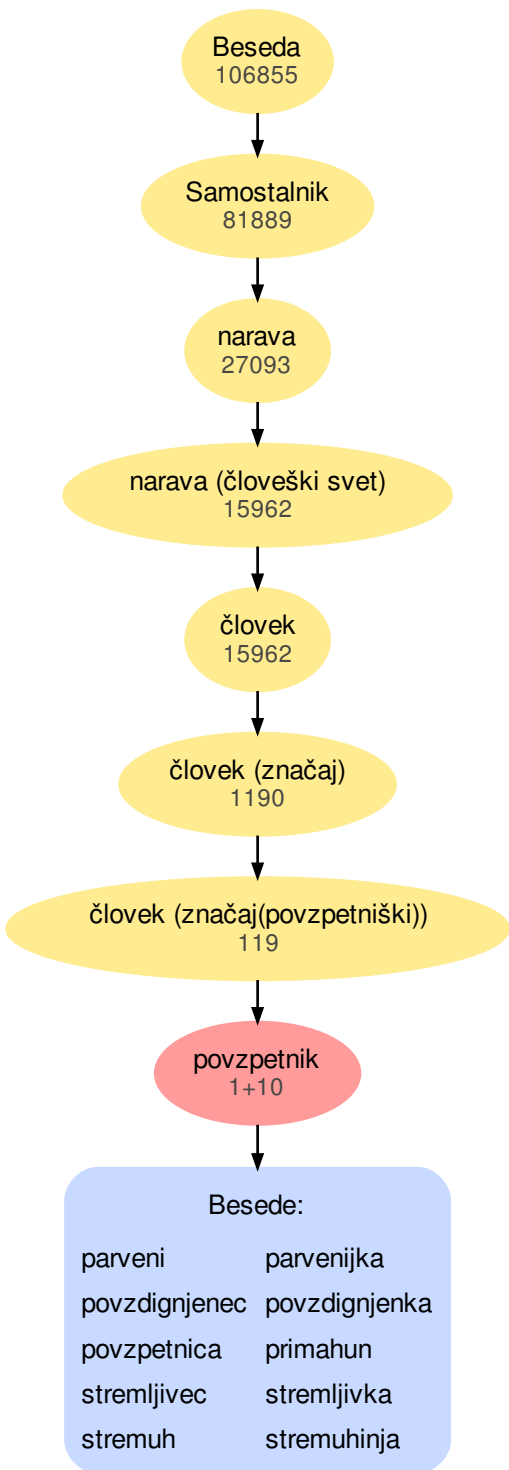 Beseda
106855
Samostalnik
81889
narava
27093
narava (človeški svet)
15962
človek
15962
človek (značaj)
1190
človek (značaj(povzpetniški))
119
povzpetnik
1+10
Besede:
parveni parvenijka
povzdignjenec povzdignjenka
povzpetnica primahun
stremljivec stremljivka
stremuh stremuhinja